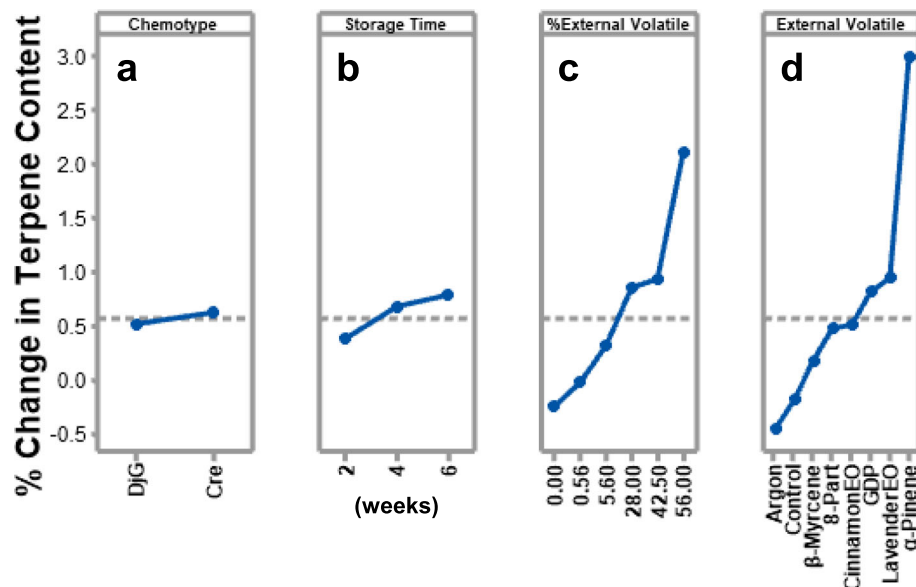 Chemotype
Storage Time
%External Volatile
External Volatile
a
b
c
d
% Change in Terpene Content
3.0
2.5
2.0
1.5
1.0
0.5
0.0
-0.5
DjG
Cre
2
4
6
(weeks)
0.00
0.56
5.60
28.00
42.50
56.00
Argon
Control
β-Myrcene
8-Part
CinnamonEO
GDP
LavenderEO
α-Pinene